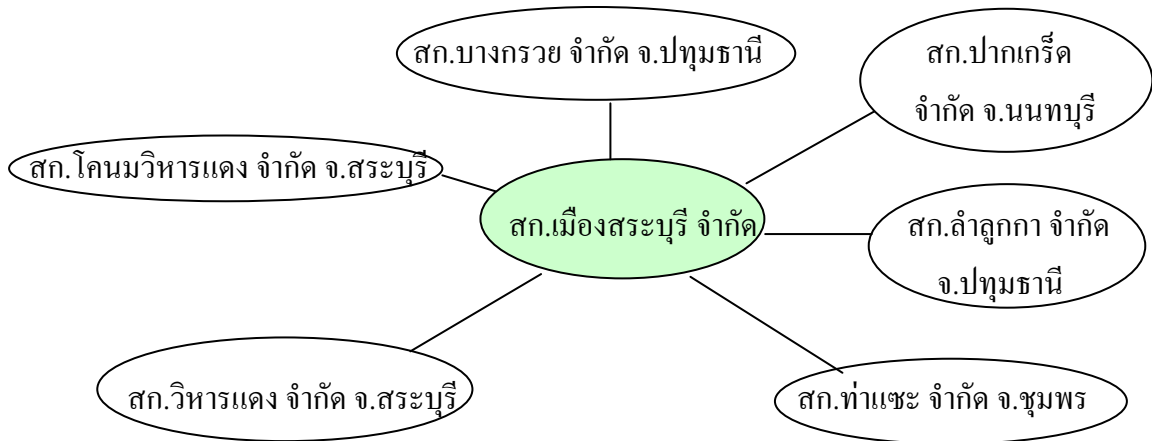 สก.บางกรวย จำกัด จ.ปทุมธานี
สก.ปากเกร็ด
จำกัด จ.นนทบุรี
สก.โคนมวิหารแดง จำกัด จ.สระบุรี
สก.เมืองสระบุรี จำกัด
สก.ลำลูกกา จำกัด
จ.ปทุมธานี
สก.วิหารแดง จำกัด จ.สระบุรี
สก.ท่าแซะ จำกัด จ.ชุมพร